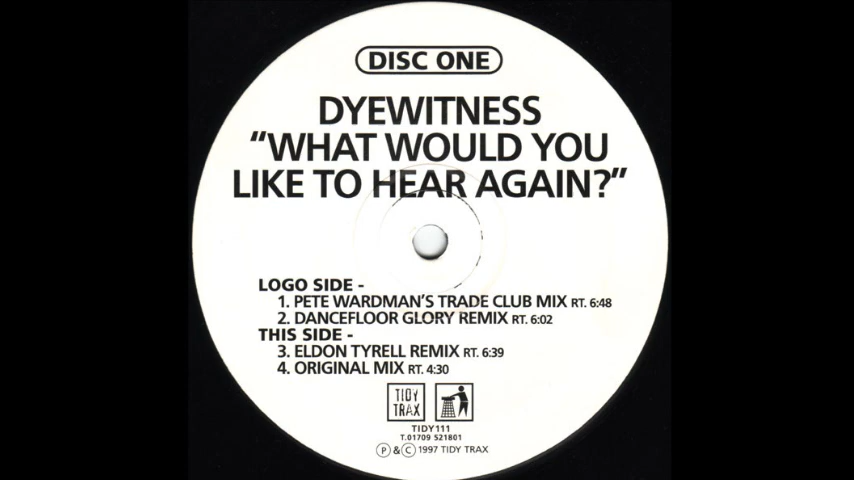 DISC ONE
DYEWITNESS
“WHAT WOULD YOU
LIKE TO HEAR AGAIN?”
LOGO SIDE -
1. PETE WARDMAN'S TRADE CLUB MIX RT. 6:48
2. DANCEFLOOR GLORY REMIX RT. 6:02
THIS SIDE -
3. ELDON TYRELL REMIX RT. 6:39
4. ORIGINAL MIX RT. 4:30
TIDY
TRAX
TIDY111
T.01709 521801
Ⓟ & © 1997 TIDY TRAX